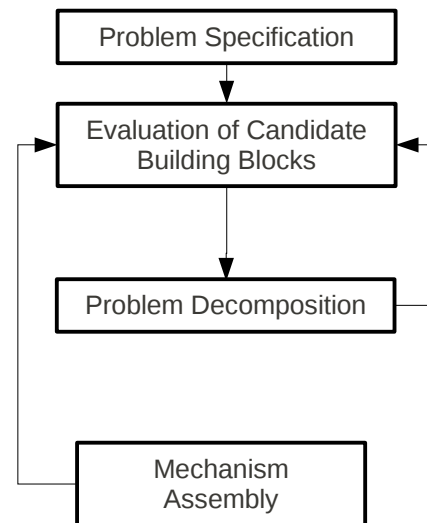 Problem Specification
Evaluation of Candidate
Building Blocks
Problem Decomposition
Mechanism
Assembly